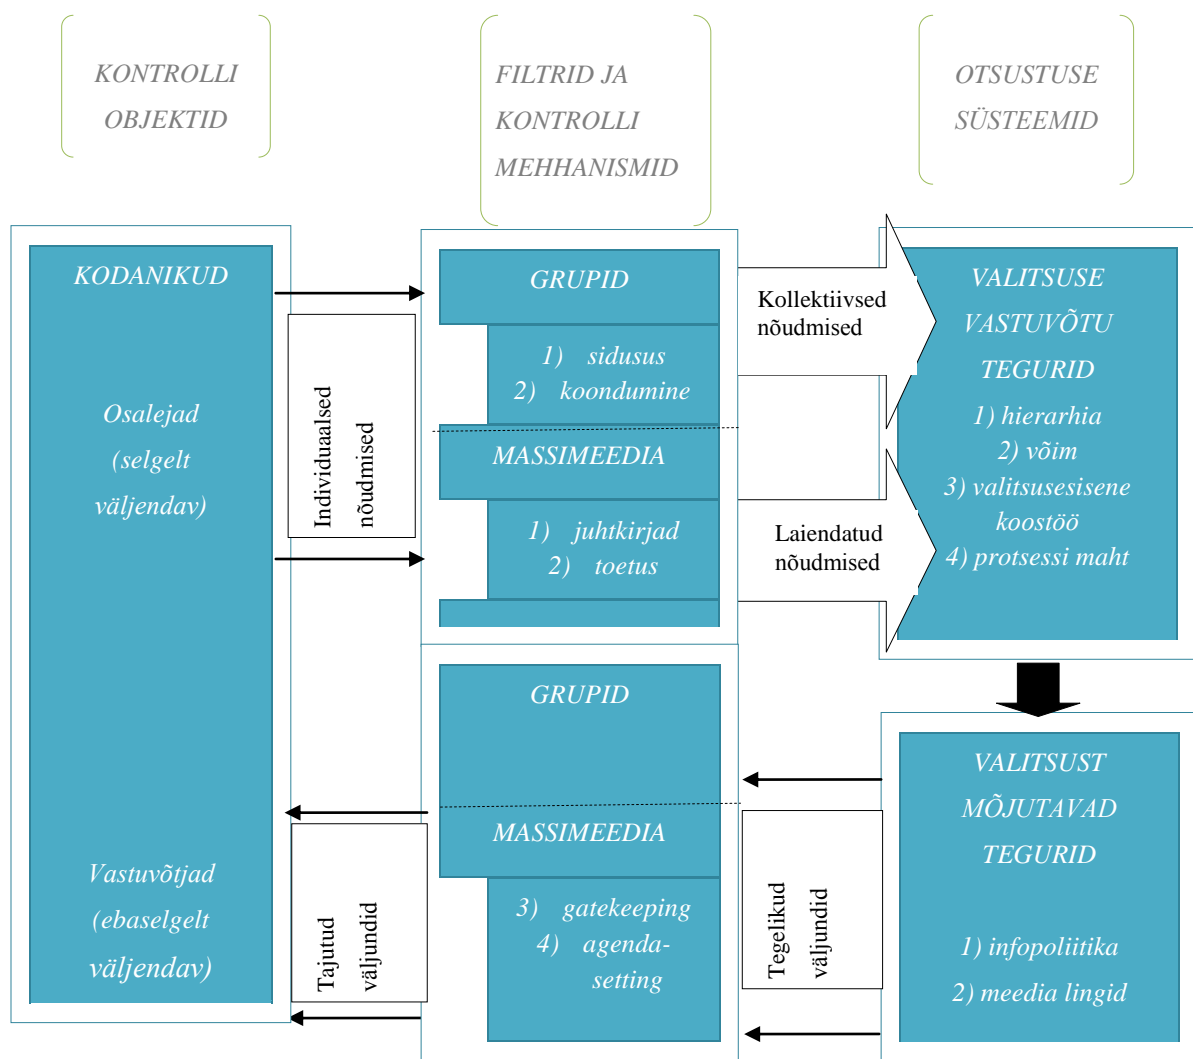 KONTROLLI
OBJEKTID
FILTRID JA
KONTROLLI
MEHHANISMID
OTSUSTUSE
SÜSTEEMID
KODANIKUD
Osalejad
(selgelt
väljendav)
Vastuvõtjad
(ebaselgelt
väljendav)
Individuaalsed
nõudmised
GRUPID
1) sidusus
2) koondumine
MASSIMEEDIA
1) juhtkirjad
2) toetus
Kollektiivsed
nõudmised
Laiendatud
nõudmised
VALITSUSE
VASTUVÕTU
TEGURID
1) hierarhia
2) võim
3) valitsusesisene
koostöö
4) protsessi maht
VALITSUST
MÕJUTAVAD
TEGURID
1) infopoliitika
2) meedia lingid
Tegelikud
väljundid
GRUPID
MASSIMEEDIA
3) gatekeeping
4) agenda-
setting
Tajutud
väljundid